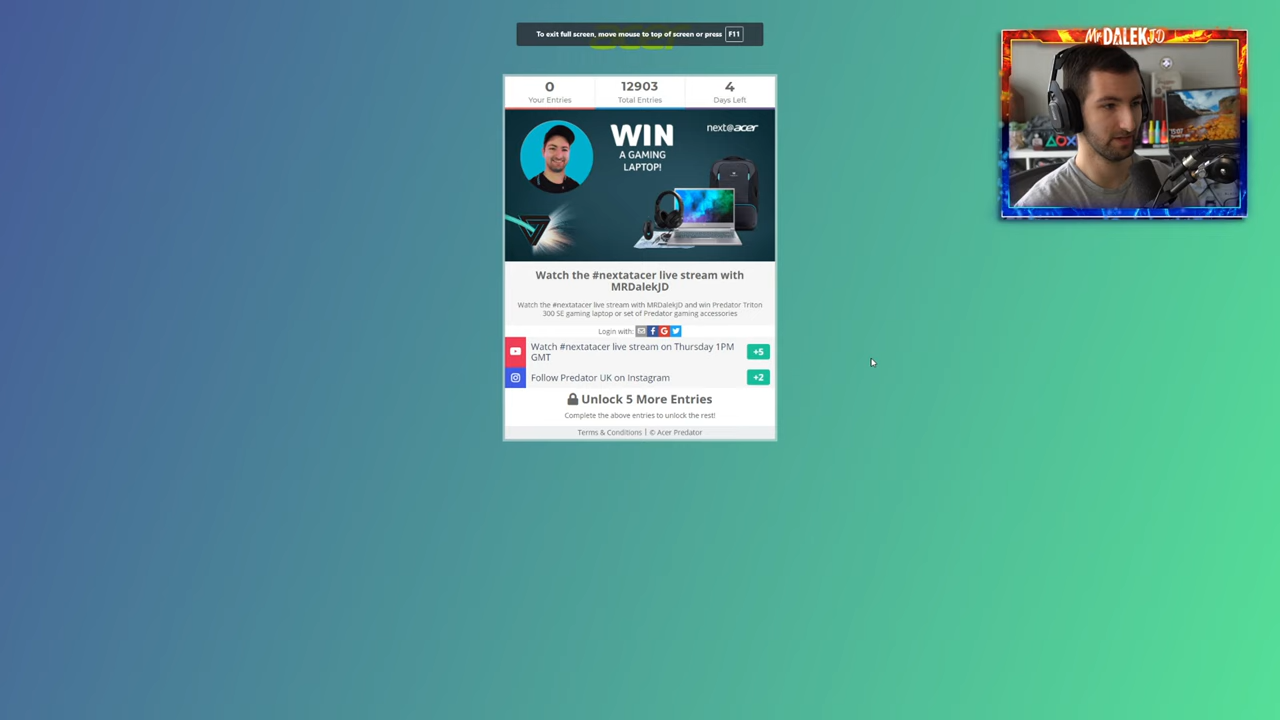 To exit full screen, move mouse to top of screen or press F11
MrDALEKJD
0 12903 4
Your Entries Total Entries Days Left
WIN
A GAMING
LAPTOP!
next@acer
Watch the #nextatacer live stream with
MRDalekJD
Watch the #nextatacer live stream with MRDalekJD and win Predator Triton
300 SE gaming laptop or set of Predator gaming accessories
Login with:
Watch #nextatacer live stream on Thursday 1PM
GMT
+5
Follow Predator UK on Instagram +2
Unlock 5 More Entries
Complete the above entries to unlock the rest!
Terms & Conditions | © Acer Predator